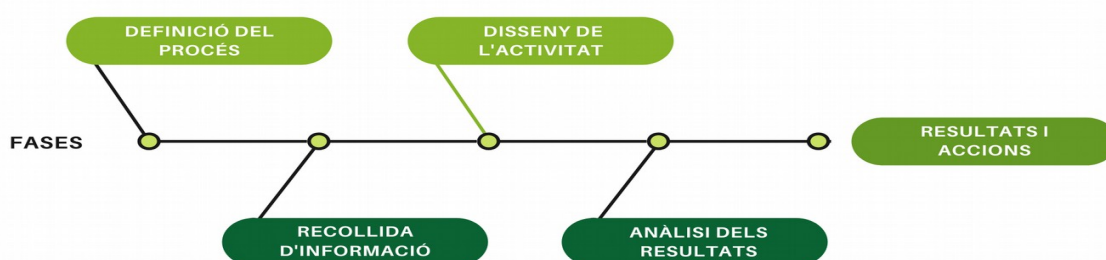 DEFINICIÓ DEL
PROCÉS
DISSENY DE
L'ACTIVITAT
FASES
RESULTATS I
ACCIONS
RECOLLIDA
D'INFORMACIÓ
ANÀLISI DELS
RESULTATS